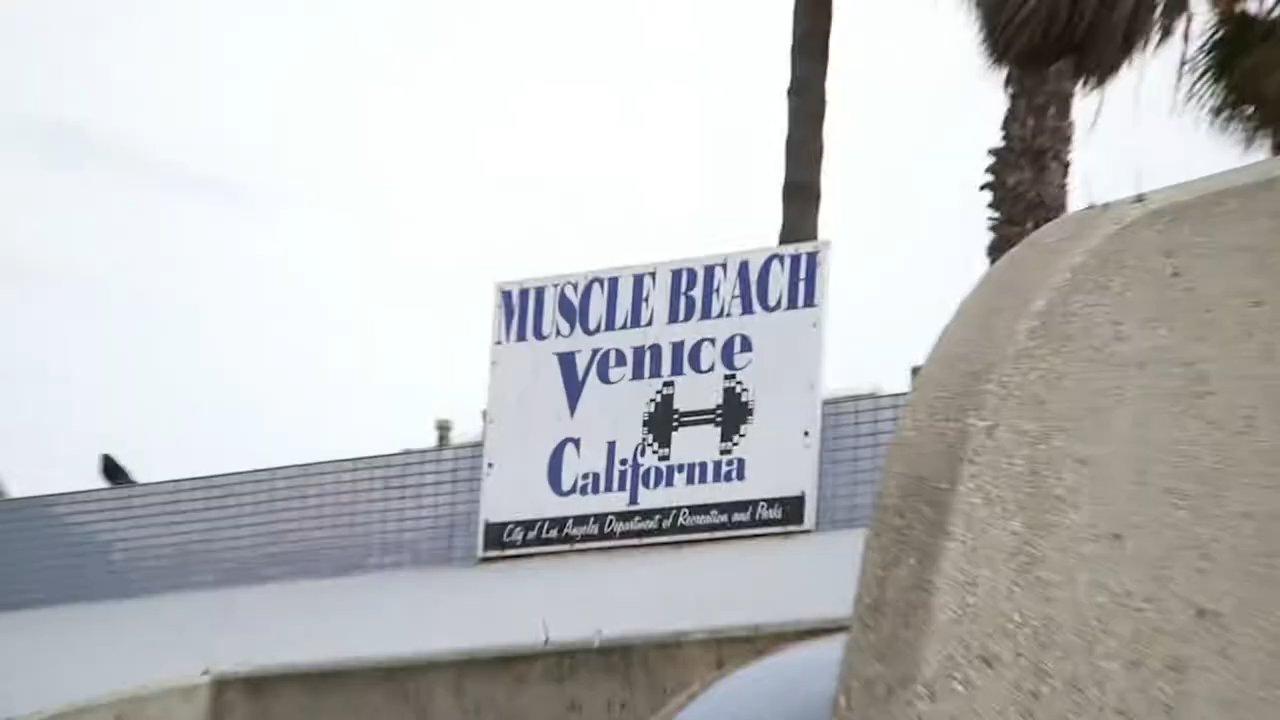 MUSCLE BEACH
Venice
California
City of Los Angeles Department of Recreation and Parks